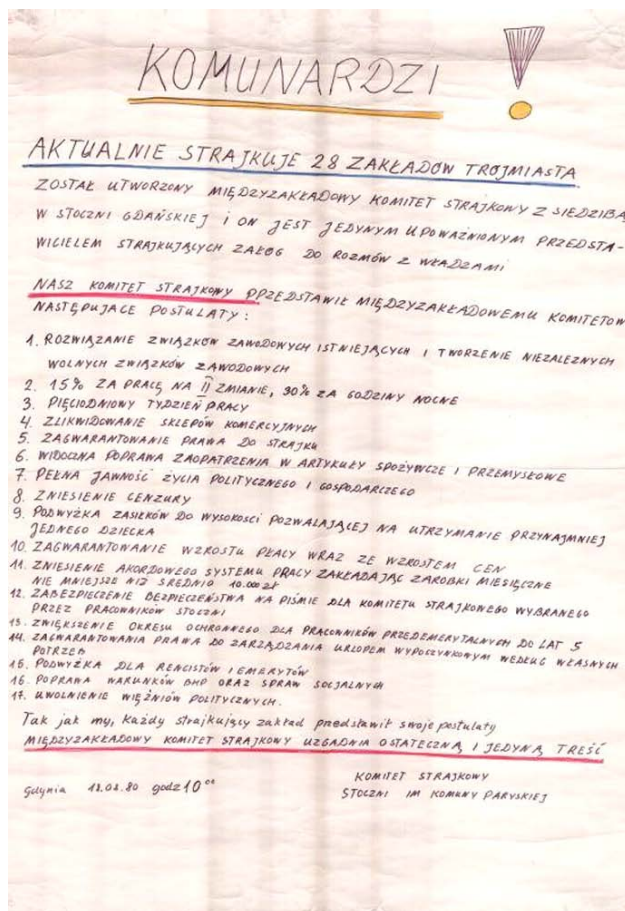 KOMUNARDZI !
AKTUALNIE STRAJKUJE 28 ZAKŁADÓW TRÓJMIASTA
ZOSTAŁ UTWORZONY MIĘDZYZAKŁADOWY KOMITET STRAJKOWY Z SIEDZIBĄ
W STOCZNI GDAŃSKIEJ I ON JEST JEDYNYM UPOWAŻNIONYM PRZEDSTA-
WICIELEM STRAJKUJĄCYCH ZAŁÓG DO ROZMÓW Z WŁADZAMI
NASZ KOMITET STRAJKOWY PPZEDSTAWIŁ MIĘDZYZAKŁADOWEMU KOMITETOW
NASTĘPUJACE POSTULATY :
1. ROZWIĄZANIE ZWIĄZKÓW ZAWODOWYCH ISTNIEJĄCYCH I TWORZENIE NIEZALEZNYCH
WOLNYCH ZWIĄZKÓW ZAWODOWYCH
2. 15% ZA PRACĘ NA II ZMIANIE, 30% ZA GODZINY NOCNE
3. PIĘCIODNIOWY TYDZIEŃ PRACY
4. ZLIKWIDOWANIE SKLEPÓW KOMERCYJNYCH
5. ZAGWARANTOWANIE PRAWA DO STRAJKU
6. WIDOCZNA POPRAWA ZAOPATRZENIA W ARTYKUŁY SPOŻYWCZE I PRZEMYSŁOWE
7. PEŁNA JAWNOŚĆ ŻYCIA POLITYCZNEGO I GOSPODARCZEGO
8. ZNIESIENIE CENZURY
9. PODWYŻKA ZASIŁKÓW DO WYSOKOSCI POZWALAJĄCEJ NA UTRZYMANIE PRZYNAJMNIEJ
JEDNEGO DZIECKA
10. ZAGWARANTOWANIE WZROSTU PŁACY WRAZ ZE WZROSTEM CEN
11. ZNIESIENIE AKORDOWEGO SYSTEMU PRACY ZAKŁADAJĄC ZAROBKI MIESIĘCZNE
NIE MNIEJSZE NIŻ ŚREDNIO 10.000 zł
12. ZABEZPIECZENIE BEZPIECZEŃSTWA NA PIŚMIE DLA KOMITETU STRAJKOWEGO WYBRANEGO
PRZEZ PRACOWNIKÓW STOCZNI
13. ZWIĘKSZENIE OKRESU OCHRONNEGO DLA PRACOWNIKÓW PRZEDEMERYTALNYCH DO LAT 5
14. ZAGWARANTOWANIA PRAWA DO ZARZĄDZANIA URLOPEM WYPOCZYNKOWYM WEDŁUG WŁASNYCH
POTRZEB
15. PODWYŻKA DLA RENCISTÓW I EMERYTÓW
16. POPRAWA WARUNKÓW BHP ORAZ SPRAW SOCJALNYCH
17. UWOLNIENIE WIĘŹNIÓW POLITYCZNYCH.
Tak jak my, każdy strajkujący zakład przedstawił swoje postulaty
MIĘDZYZAKŁADOWY KOMITET STRAJKOWY UZGADNIA OSTATECZNĄ I JEDYNĄ TREŚĆ
KOMITET STRAJKOWY
Gdynia 18.08.80 godz 10⁰⁰ STOCZNI IM KOMUNY PARYSKIEJ